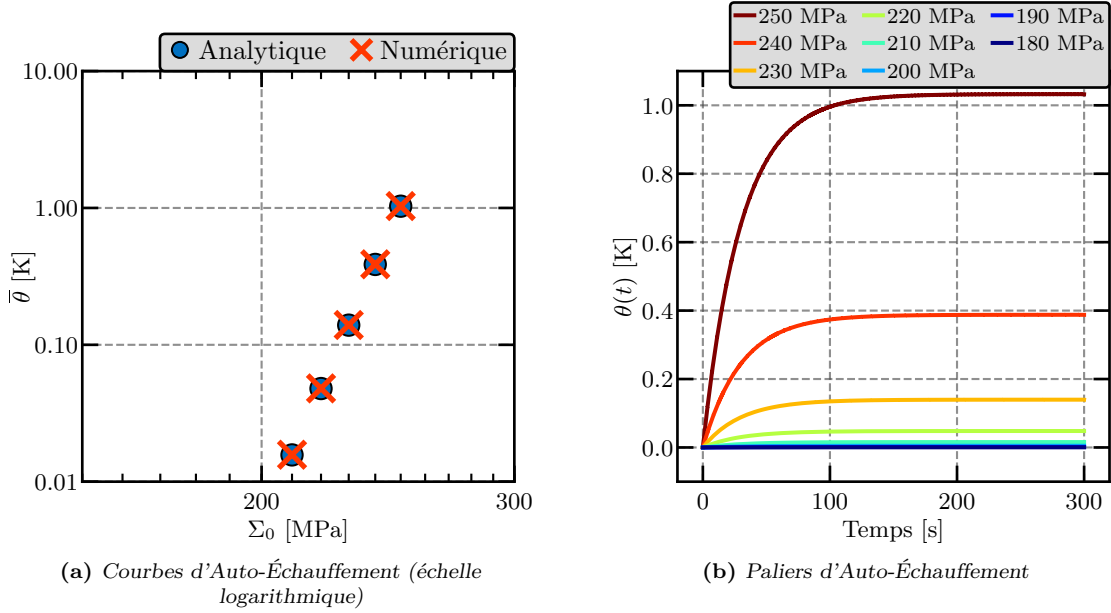 Analytique Numérique
10.00
1.00
0.10
0.01
θ̅ [K]
200 300
Σ₀ [MPa]
(a) Courbes d'Auto-Échauffement (échelle
logarithmique)
250 MPa 220 MPa 190 MPa
240 MPa 210 MPa 180 MPa
230 MPa 200 MPa
1.0
0.8
0.6
0.4
0.2
0.0
θ(t) [K]
0 100 200 300
Temps [s]
(b) Paliers d'Auto-Échauffement